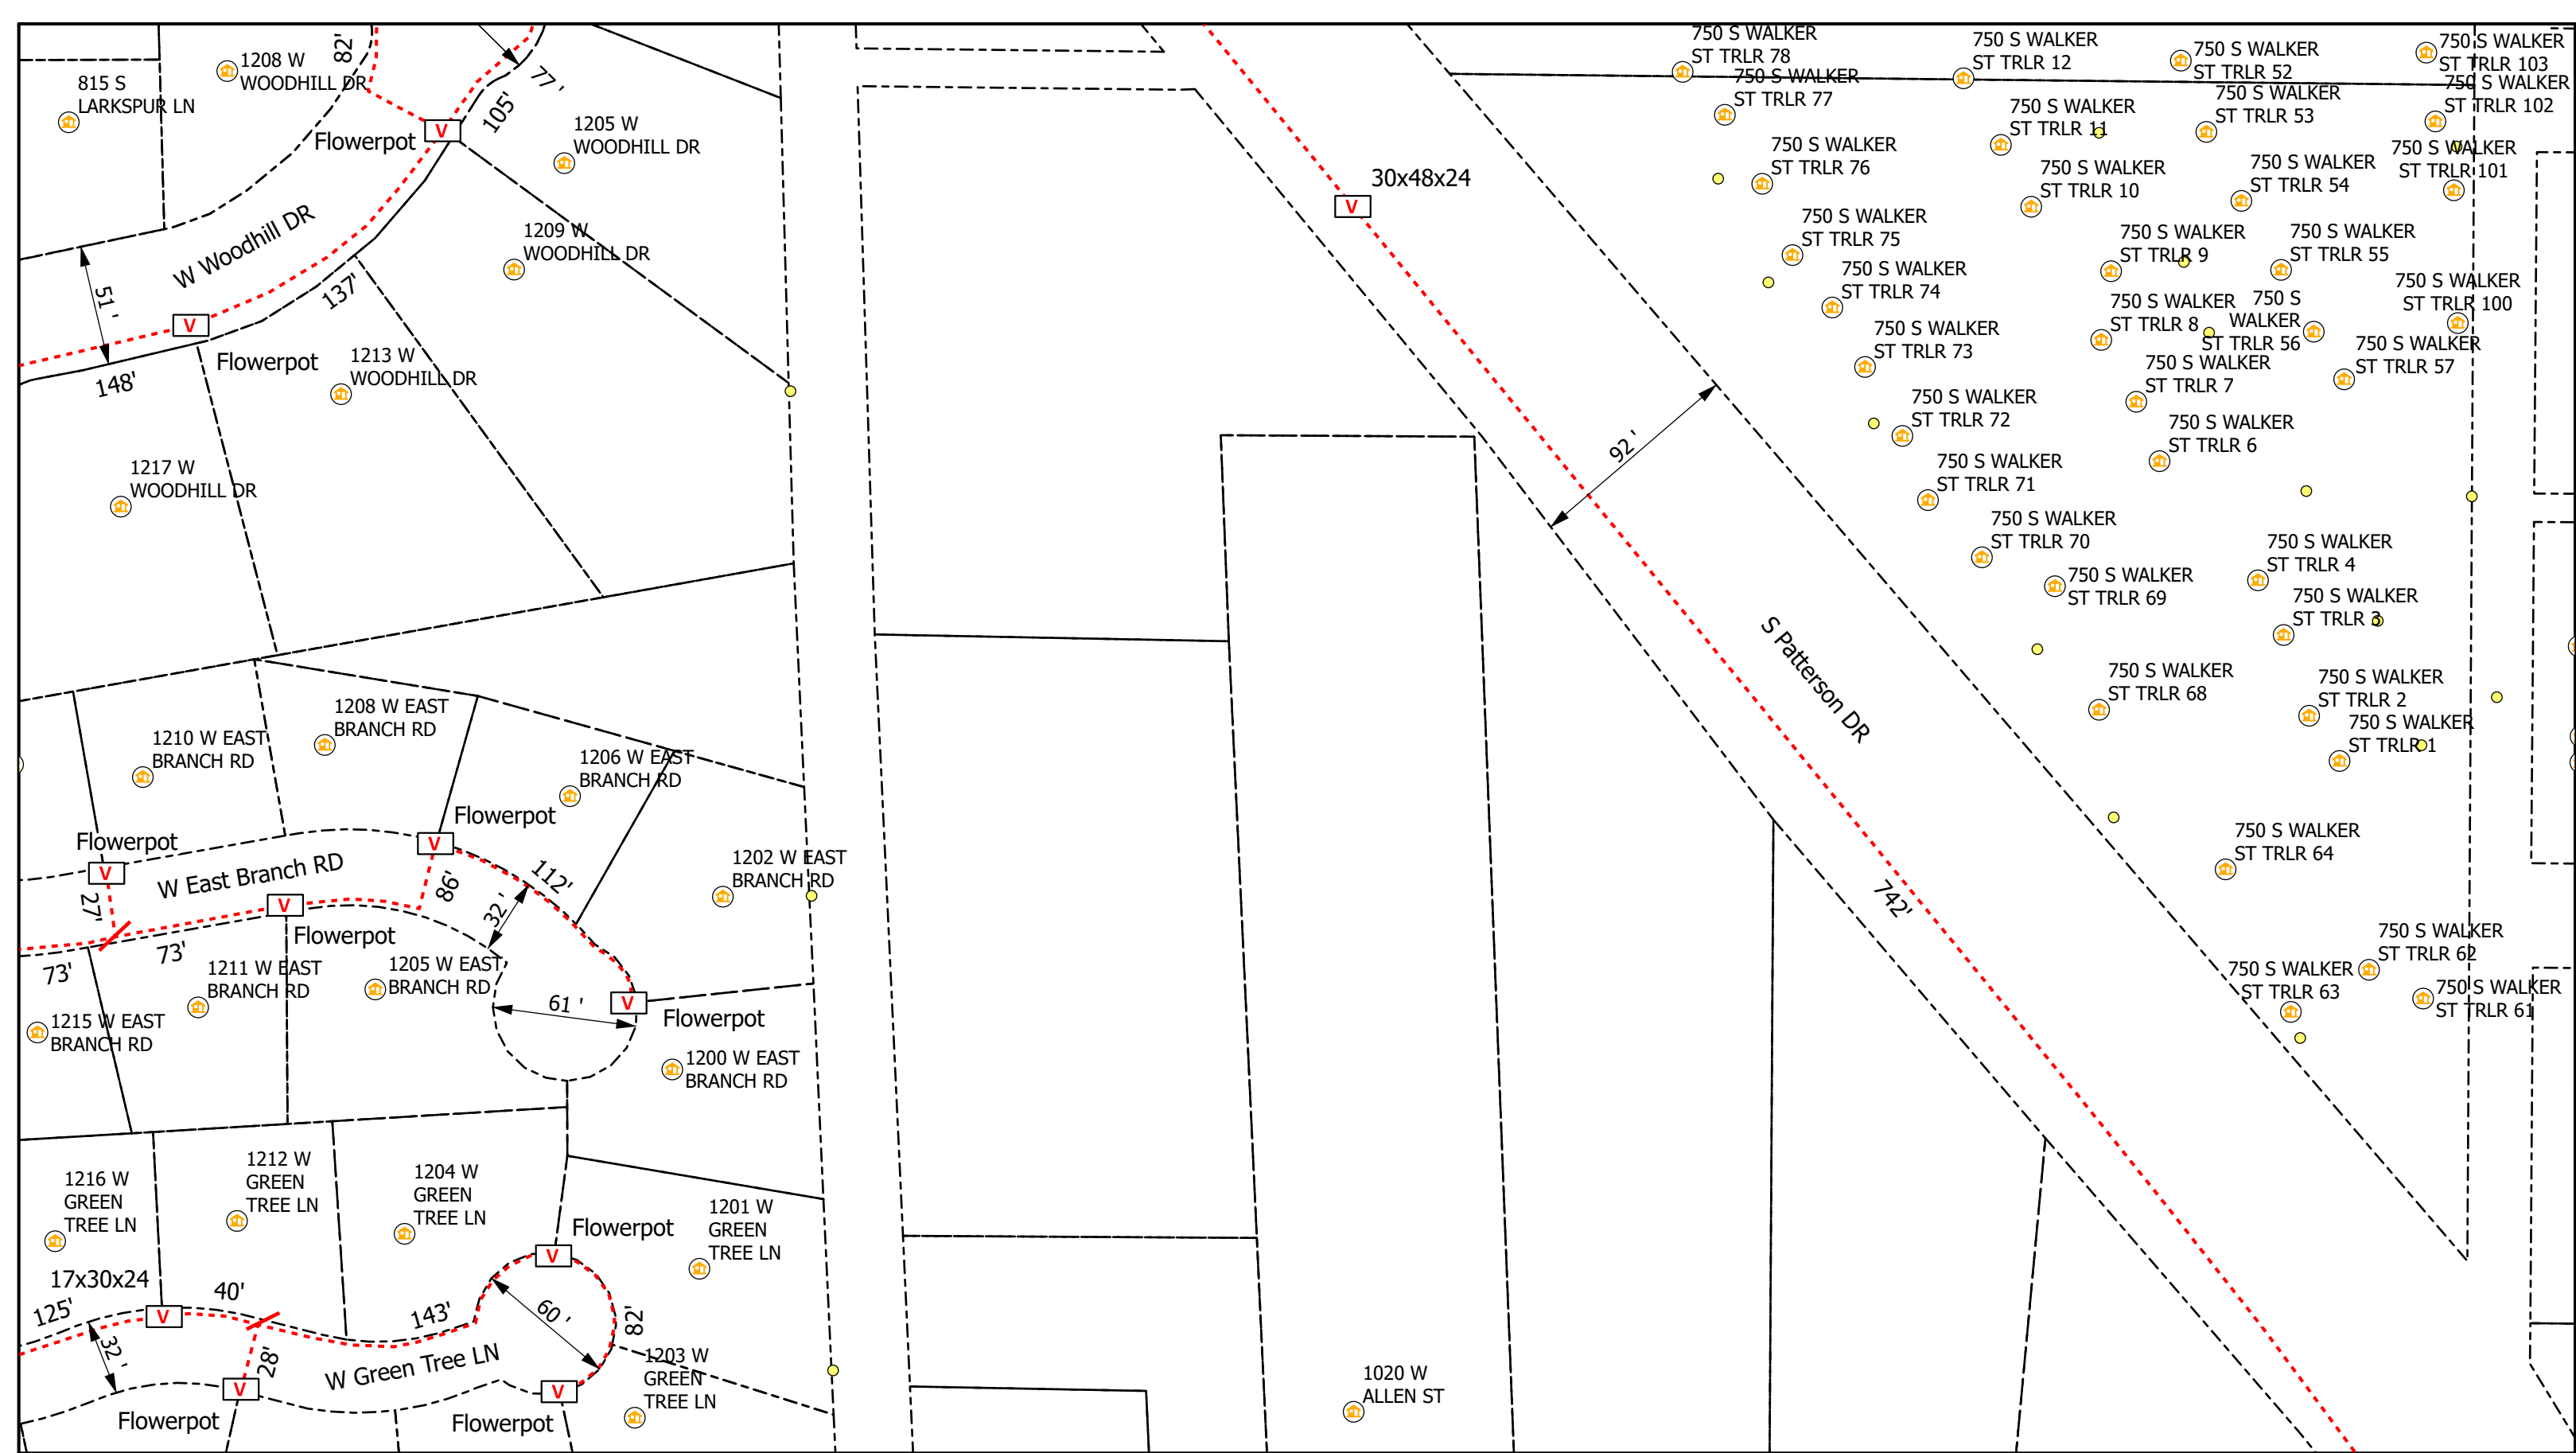 815 S
LARKSPUR LN
1208 W
WOODHILL DR
82'
77 '
105'
Flowerpot
V
1205 W
WOODHILL DR
W Woodhill DR
1209 W
WOODHILL DR
51 '
137'
V
Flowerpot
148'
1213 W
WOODHILL DR
1217 W
WOODHILL DR
1210 W EAST
BRANCH RD
1208 W EAST
BRANCH RD
1206 W EAST
BRANCH RD
Flowerpot
V
Flowerpot
V
W East Branch RD
27'
86'
112'
32 '
V
Flowerpot
73'
73'
1202 W EAST
BRANCH RD
1211 W EAST
BRANCH RD
1205 W EAST
BRANCH RD
61 '
V
Flowerpot
1215 W EAST
BRANCH RD
1200 W EAST
BRANCH RD
1216 W
GREEN
TREE LN
1212 W
GREEN
TREE LN
1204 W
GREEN
TREE LN
1201 W
GREEN
TREE LN
Flowerpot
V
17x30x24
V
125'
40'
143'
60 '
82'
32 '
28'
W Green Tree LN
1203 W
GREEN
TREE LN
V
Flowerpot
V
Flowerpot
1020 W
ALLEN ST
30x48x24
V
92 '
S Patterson DR
742'
750 S WALKER
ST TRLR 78
750 S WALKER
ST TRLR 77
750 S WALKER
ST TRLR 76
750 S WALKER
ST TRLR 75
750 S WALKER
ST TRLR 74
750 S WALKER
ST TRLR 73
750 S WALKER
ST TRLR 72
750 S WALKER
ST TRLR 71
750 S WALKER
ST TRLR 70
750 S WALKER
ST TRLR 69
750 S WALKER
ST TRLR 68
750 S WALKER
ST TRLR 12
750 S WALKER
ST TRLR 11
750 S WALKER
ST TRLR 10
750 S WALKER
ST TRLR 9
750 S WALKER
ST TRLR 8
750 S WALKER
ST TRLR 7
750 S WALKER
ST TRLR 6
750 S WALKER
ST TRLR 4
750 S WALKER
ST TRLR 3
750 S WALKER
ST TRLR 2
750 S WALKER
ST TRLR 1
750 S WALKER
ST TRLR 52
750 S WALKER
ST TRLR 53
750 S WALKER
ST TRLR 54
750 S WALKER
ST TRLR 55
750 S
WALKER
ST TRLR 56
750 S WALKER
ST TRLR 57
750 S WALKER
ST TRLR 103
750 S WALKER
ST TRLR 102
750 S WALKER
ST TRLR 101
750 S WALKER
ST TRLR 100
750 S WALKER
ST TRLR 64
750 S WALKER
ST TRLR 62
750 S WALKER
ST TRLR 63
750 S WALKER
ST TRLR 61